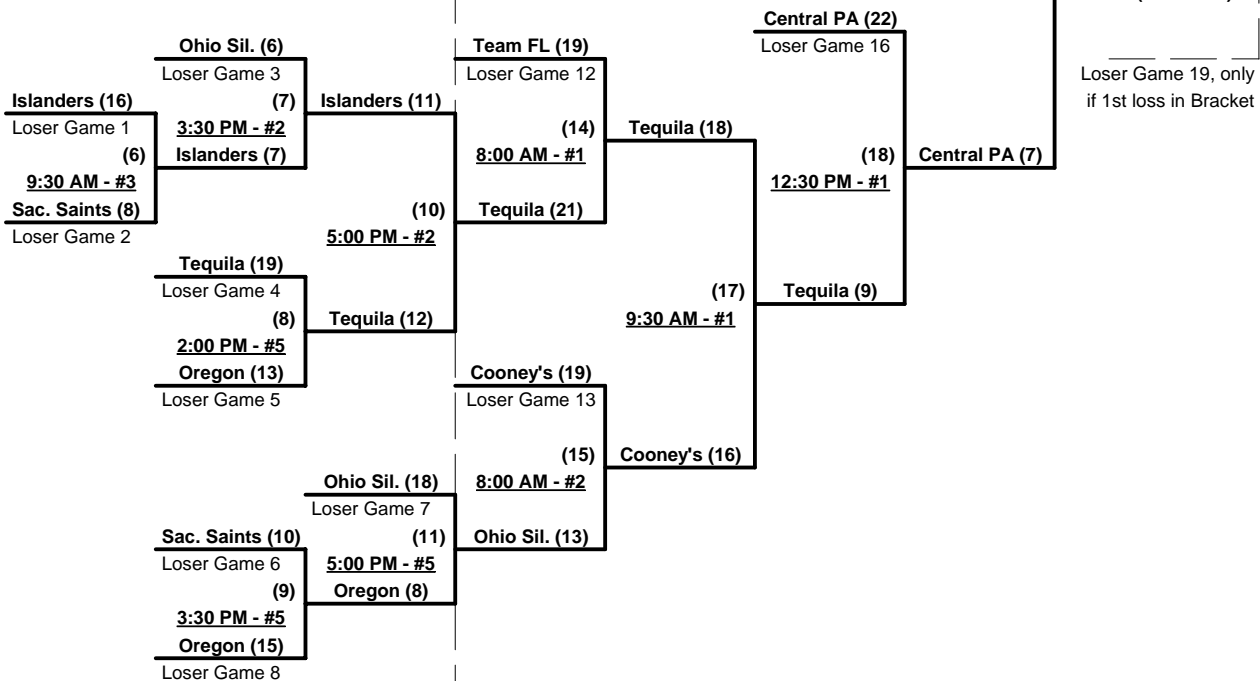 Central PA (22)
Loser Game 16
Ohio Sil. (6)
Loser Game 3
Team FL (19)
Loser Game 12
Loser Game 19, only
if 1st loss in Bracket
Islanders (16)
Loser Game 1
(7)
3:30 PM - #2
Islanders (11)
(14)
8:00 AM - #1
Tequila (18)
(6)
9:30 AM - #3
Islanders (7)
(18)
12:30 PM - #1
Central PA (7)
Sac. Saints (8)
Loser Game 2
(10)
5:00 PM - #2
Tequila (21)
Tequila (19)
Loser Game 4
(8)
2:00 PM - #5
Tequila (12)
(17)
9:30 AM - #1
Tequila (9)
Oregon (13)
Loser Game 5
Cooney's (19)
Loser Game 13
(15)
8:00 AM - #2
Cooney's (16)
Ohio Sil. (18)
Loser Game 7
(11)
5:00 PM - #5
Ohio Sil. (13)
Sac. Saints (10)
Loser Game 6
(9)
3:30 PM - #5
Oregon (8)
Oregon (15)
Loser Game 8